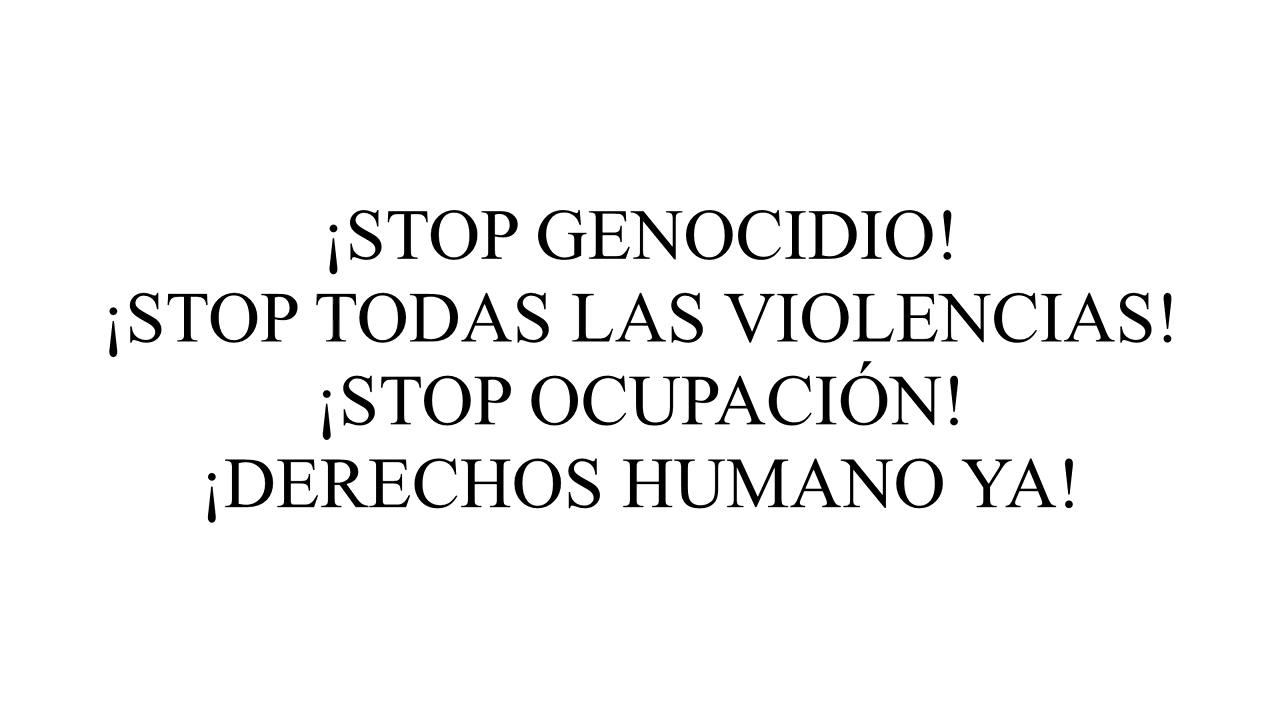 ¡STOP GENOCIDIO!
¡STOP TODAS LAS VIOLENCIAS!
¡STOP OCUPACIÓN!
¡DERECHOS HUMANO YA!